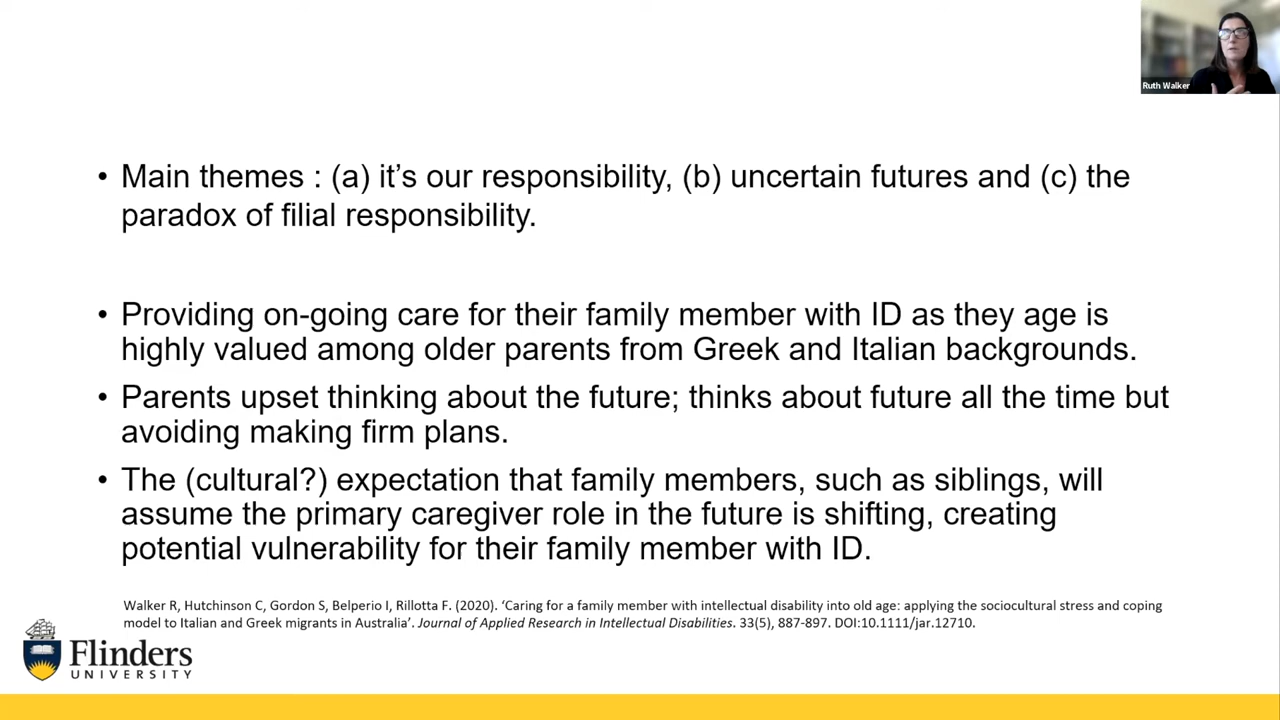 Ruth Walker
• Main themes : (a) it’s our responsibility, (b) uncertain futures and (c) the
paradox of filial responsibility.
• Providing on-going care for their family member with ID as they age is
highly valued among older parents from Greek and Italian backgrounds.
• Parents upset thinking about the future; thinks about future all the time but
avoiding making firm plans.
• The (cultural?) expectation that family members, such as siblings, will
assume the primary caregiver role in the future is shifting, creating
potential vulnerability for their family member with ID.
Walker R, Hutchinson C, Gordon S, Belperio I, Rillotta F. (2020). ‘Caring for a family member with intellectual disability into old age: applying the sociocultural stress and coping
model to Italian and Greek migrants in Australia’. Journal of Applied Research in Intellectual Disabilities. 33(5), 887-897. DOI:10.1111/jar.12710.
Flinders
UNIVERSITY